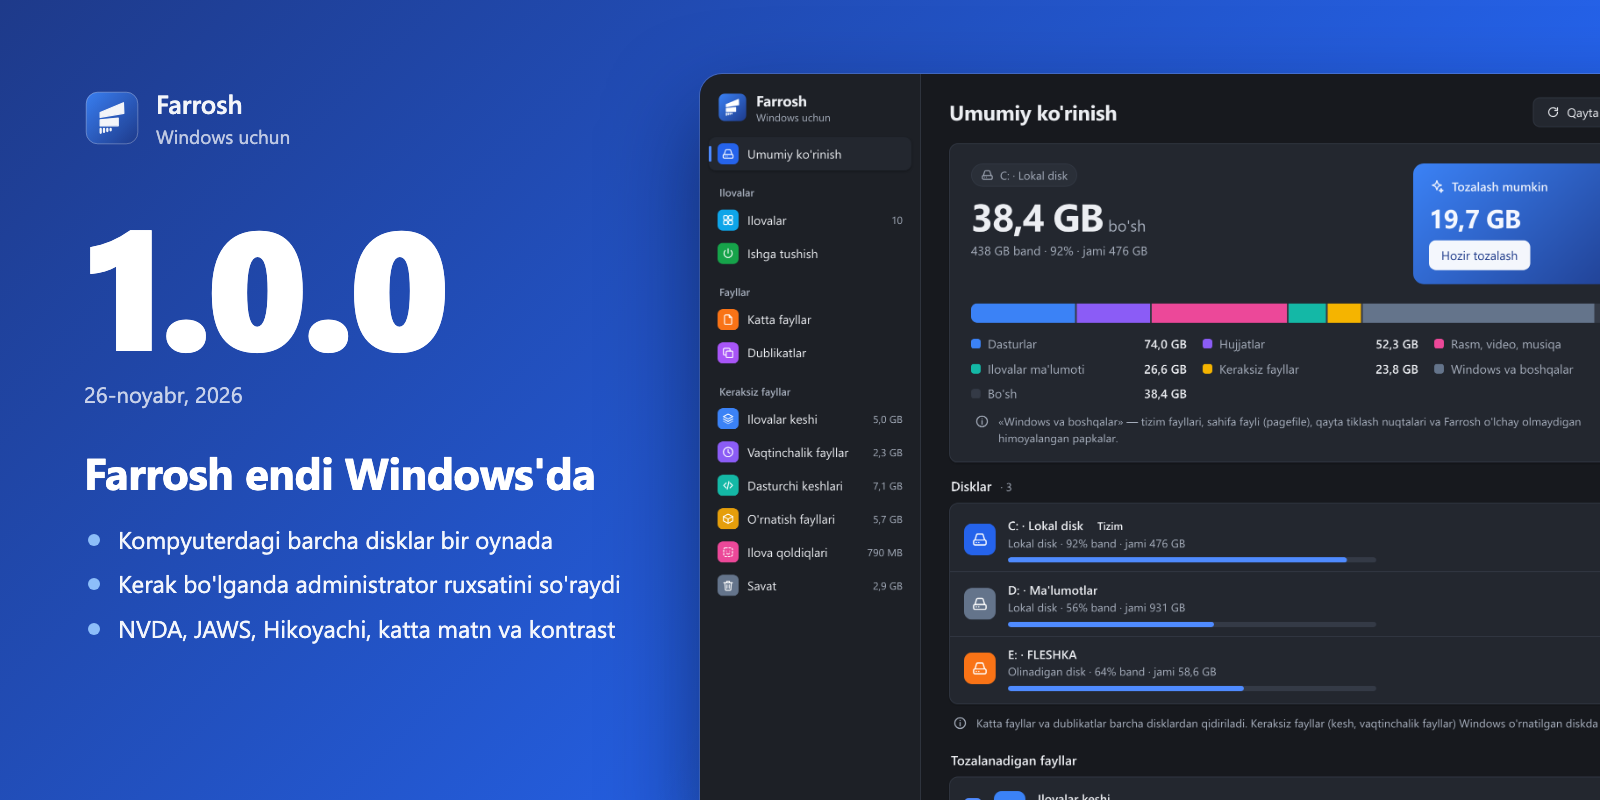 Farrosh
Windows uchun
1.0.0
26-noyabr, 2026
Farrosh endi Windows'da
Kompyuterdagi barcha disklar bir oynada
Kerak bo'lganda administrator ruxsatini so'raydi
NVDA, JAWS, Hikoyachi, katta matn va kontrast
Farrosh
Windows uchun
Umumiy ko'rinish
Ilovalar
Ilovalar 10
Ishga tushish
Fayllar
Katta fayllar
Dublikatlar
Keraksiz fayllar
Ilovalar keshi 5,0 GB
Vaqtinchalik fayllar 2,3 GB
Dasturchi keshlari 7,1 GB
O'rnatish fayllari 5,7 GB
Ilova qoldiqlari 790 MB
Savat 2,9 GB
Umumiy ko'rinish
Qayta
C: · Lokal disk
38,4 GB bo'sh
438 GB band · 92% · jami 476 GB
Tozalash mumkin
19,7 GB
Hozir tozalash
Dasturlar 74,0 GB Hujjatlar 52,3 GB Rasm, video, musiqa
Ilovalar ma'lumoti 26,6 GB Keraksiz fayllar 23,8 GB Windows va boshqalar
Bo'sh 38,4 GB
«Windows va boshqalar» — tizim fayllari, sahifa fayli (pagefile), qayta tiklash nuqtalari va Farrosh o'lchay olmaydigan
himoyalangan papkalar.
Disklar · 3
C: · Lokal disk Tizim
Lokal disk · 92% band · jami 476 GB
D: · Ma'lumotlar
Lokal disk · 56% band · jami 931 GB
E: · FLESHKA
Olinadigan disk · 64% band · jami 58,6 GB
Katta fayllar va dublikatlar barcha disklardan qidiriladi. Keraksiz fayllar (kesh, vaqtinchalik fayllar) Windows o'rnatilgan diskda
Tozalanadigan fayllar
Ilovalar keshi